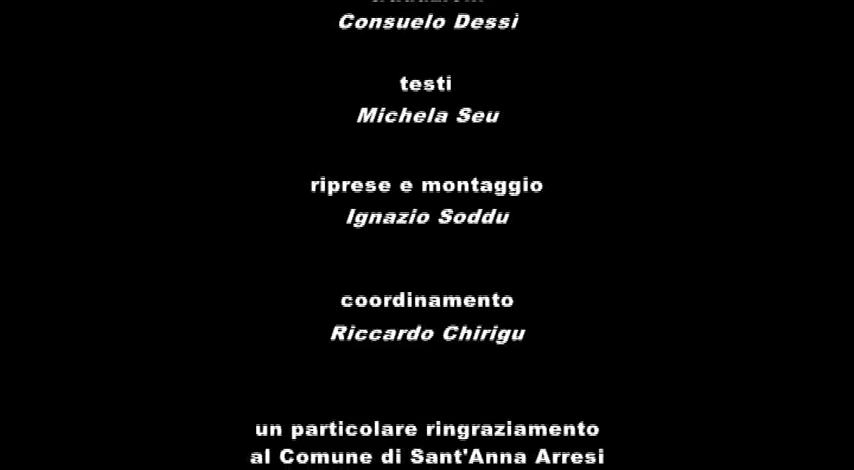 Consuelo Dessì
testi
Michela Seu
riprese e montaggio
Ignazio Soddu
coordinamento
Riccardo Chirigu
un particolare ringraziamento
al Comune di Sant'Anna Arresi